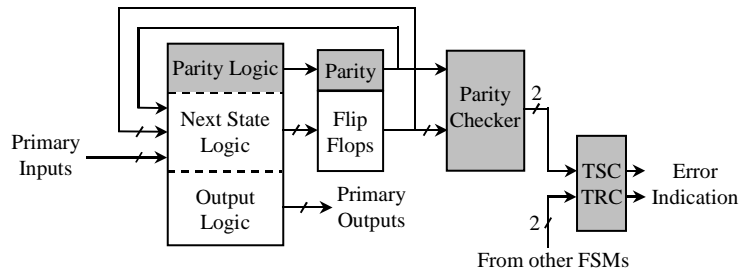 Parity Logic
Parity
Next State
Logic
Flip
Flops
Parity
Checker
2
Primary
Inputs
Output
Logic
Primary
Outputs
TSC
TRC
Error
Indication
2
From other FSMs